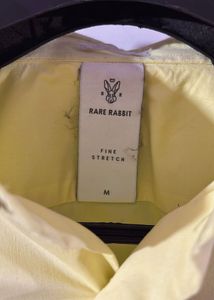 RARE RABBIT
FINE
STRETCH
M